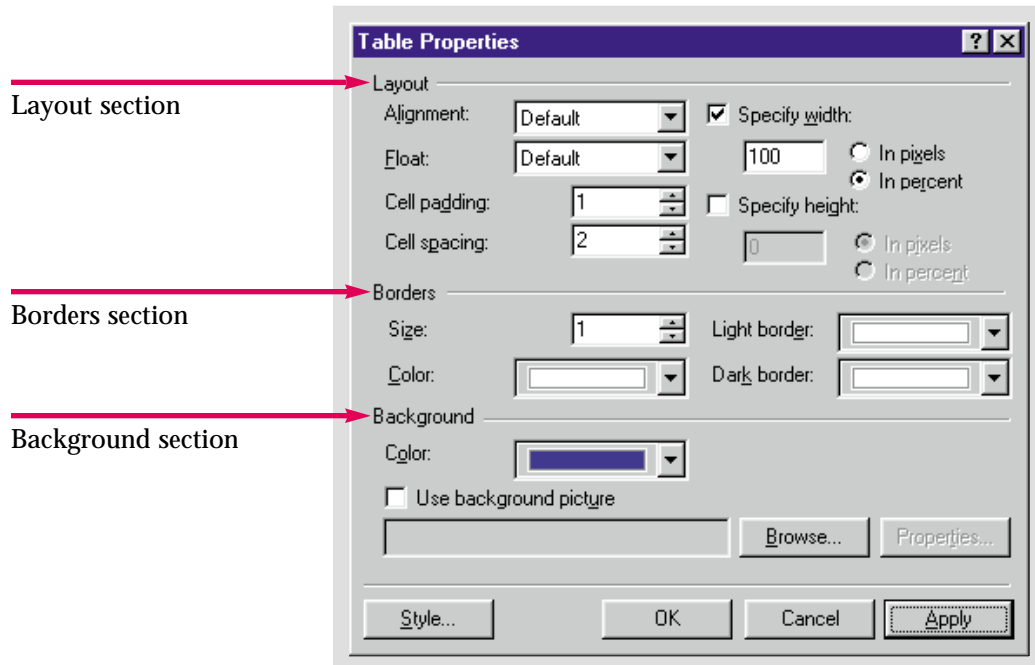 Table Properties
Layout section
Layout
Alignment: Default
Specify width:
Float: Default
100
In pixels
In percent
Cell padding: 1
Specify height:
Cell spacing: 2
0
In pixels
In percent
Borders section
Borders
Size: 1
Light border:
Color:
Dark border:
Background section
Background
Color:
Use background picture
Browse...
Properties...
Style...
OK
Cancel
Apply